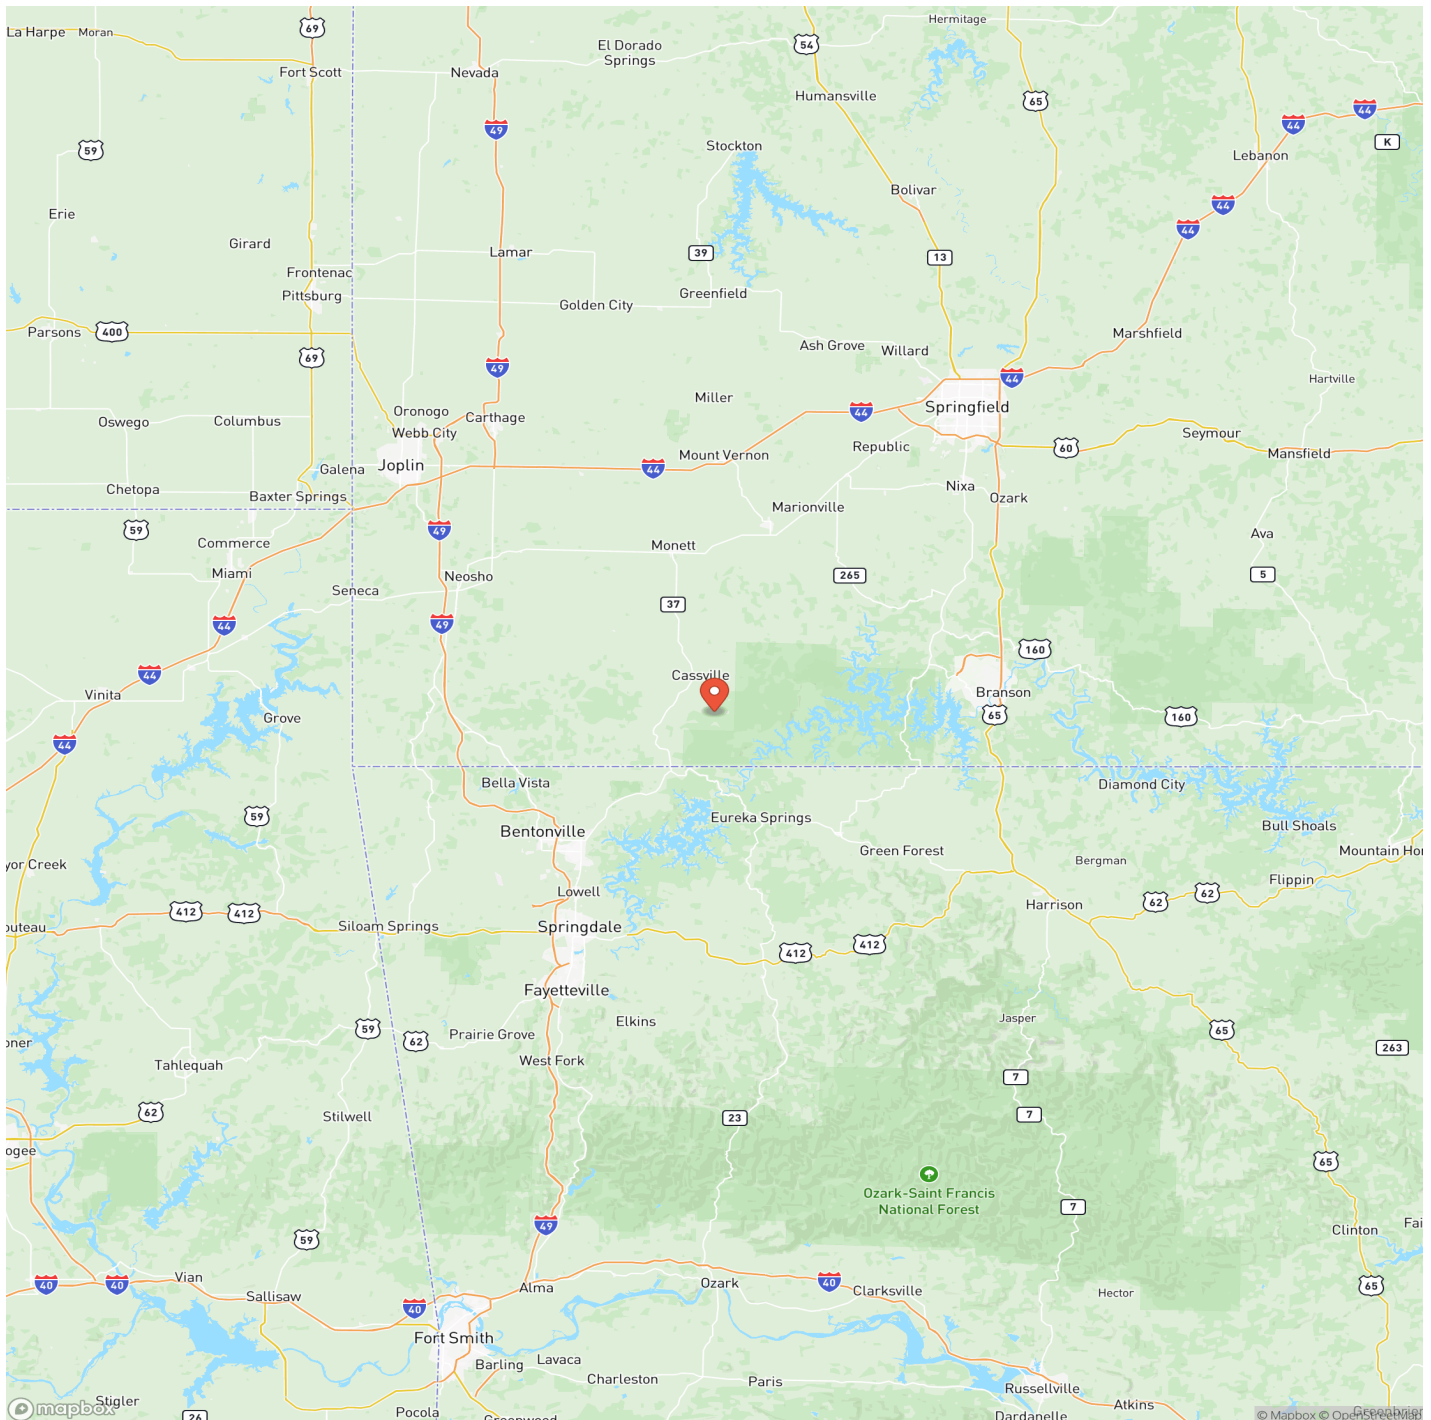 Hermitage
La Harpe
Moran
69
54
El Dorado
Springs
Fort Scott
Nevada
Humansville
65
44
49
44
K
59
Stockton
Lebanon
Bolivar
44
Erie
44
Girard
Lamar
39
13
Frontenac
Pittsburg
Greenfield
Golden City
Parsons
400
Marshfield
Ash Grove
Willard
69
49
44
Hartville
Miller
Springfield
Oronogo
Carthage
44
Oswego
Columbus
Webb City
Seymour
Republic
60
Mount Vernon
Mansfield
Galena
Joplin
44
Chetopa
Baxter Springs
Nixa
Ozark
Marionville
59
49
Ava
Commerce
Monett
Miami
Neosho
265
5
Seneca
37
44
49
160
44
Cassville
Vinita
Branson
Grove
65
160
44
Bella Vista
Diamond City
59
Eureka Springs
Bull Shoals
Bentonville
Green Forest
Mountain Hor
yor Creek
Bergman
Lowell
Flippin
62
62
Harrison
412
412
outeau
Siloam Springs
Springdale
412
412
Fayetteville
Jasper
Elkins
59
65
Prairie Grove
62
oner
263
West Fork
Tahlequah
7
62
Stilwell
23
7
ogee
65
Ozark-Saint Francis
National Forest
7
49
Clinton
Fai
59
Vian
40
40
Alma
Ozark
40
Clarksville
65
Sallisaw
Hector
40
Fort Smith
Barling
Lavaca
Charleston
Paris
Russellville
Stigler
mapbox
Pocola
Atkins
Greenbrier
26
Greenwood
Dardanelle
© Mapbox © OpenStreetMap